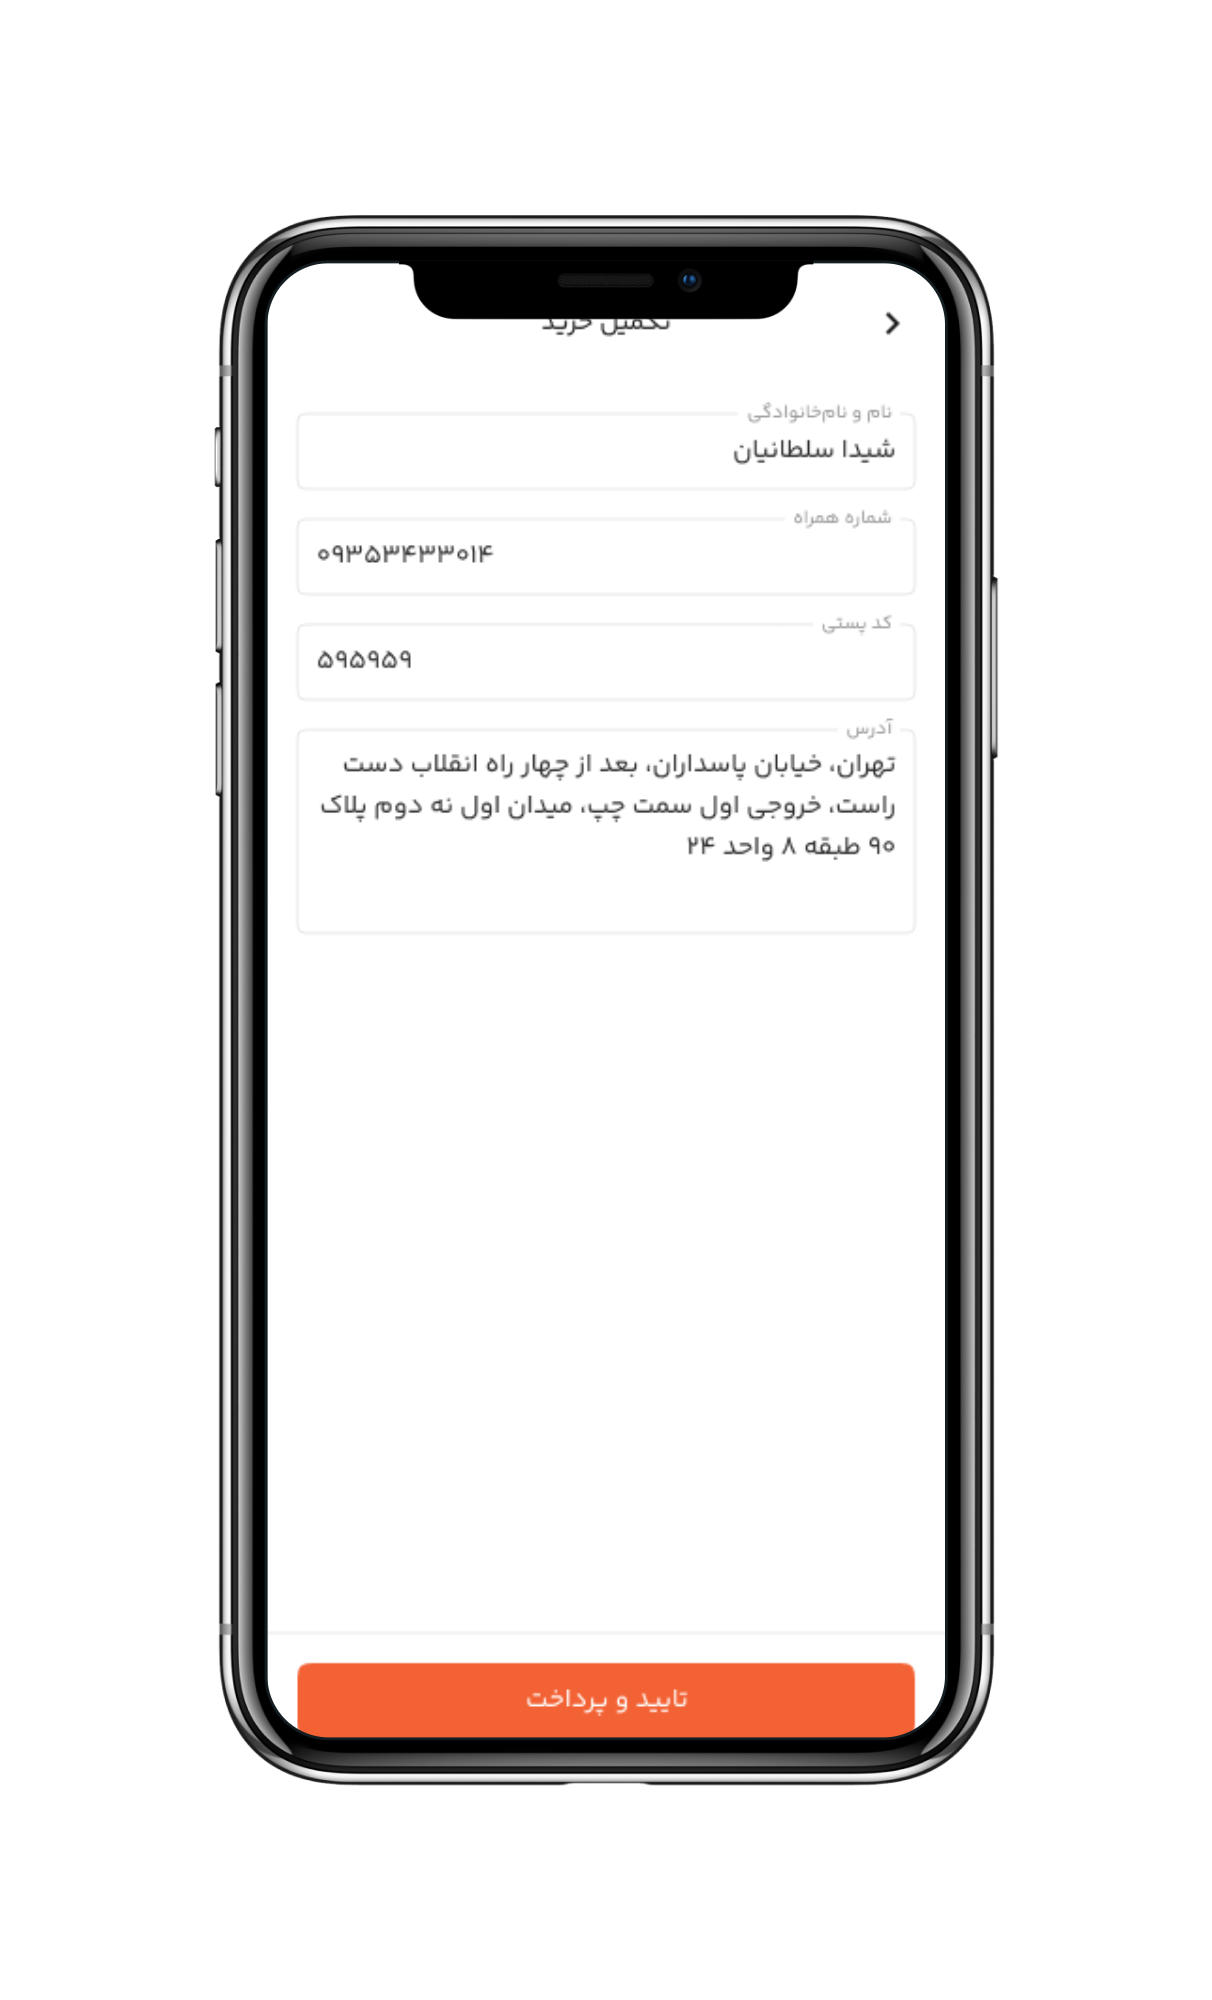 تکمیل خرید
نام و نام‌خانوادگی
شیدا سلطانیان
شماره همراه
۰۹۳۵۳۴۳۳۰۱۴
کد پستی
۵۹۵۹۵۹
آدرس
تهران، خیابان پاسداران، بعد از چهار راه انقلاب دست
راست، خروجی اول سمت چپ، میدان اول نه دوم پلاک
۹۰ طبقه ۸ واحد ۲۴
تایید و پرداخت